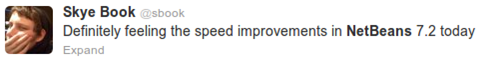 Skye Book @sbook
Definitely feeling the speed improvements in NetBeans 7.2 today
Expand